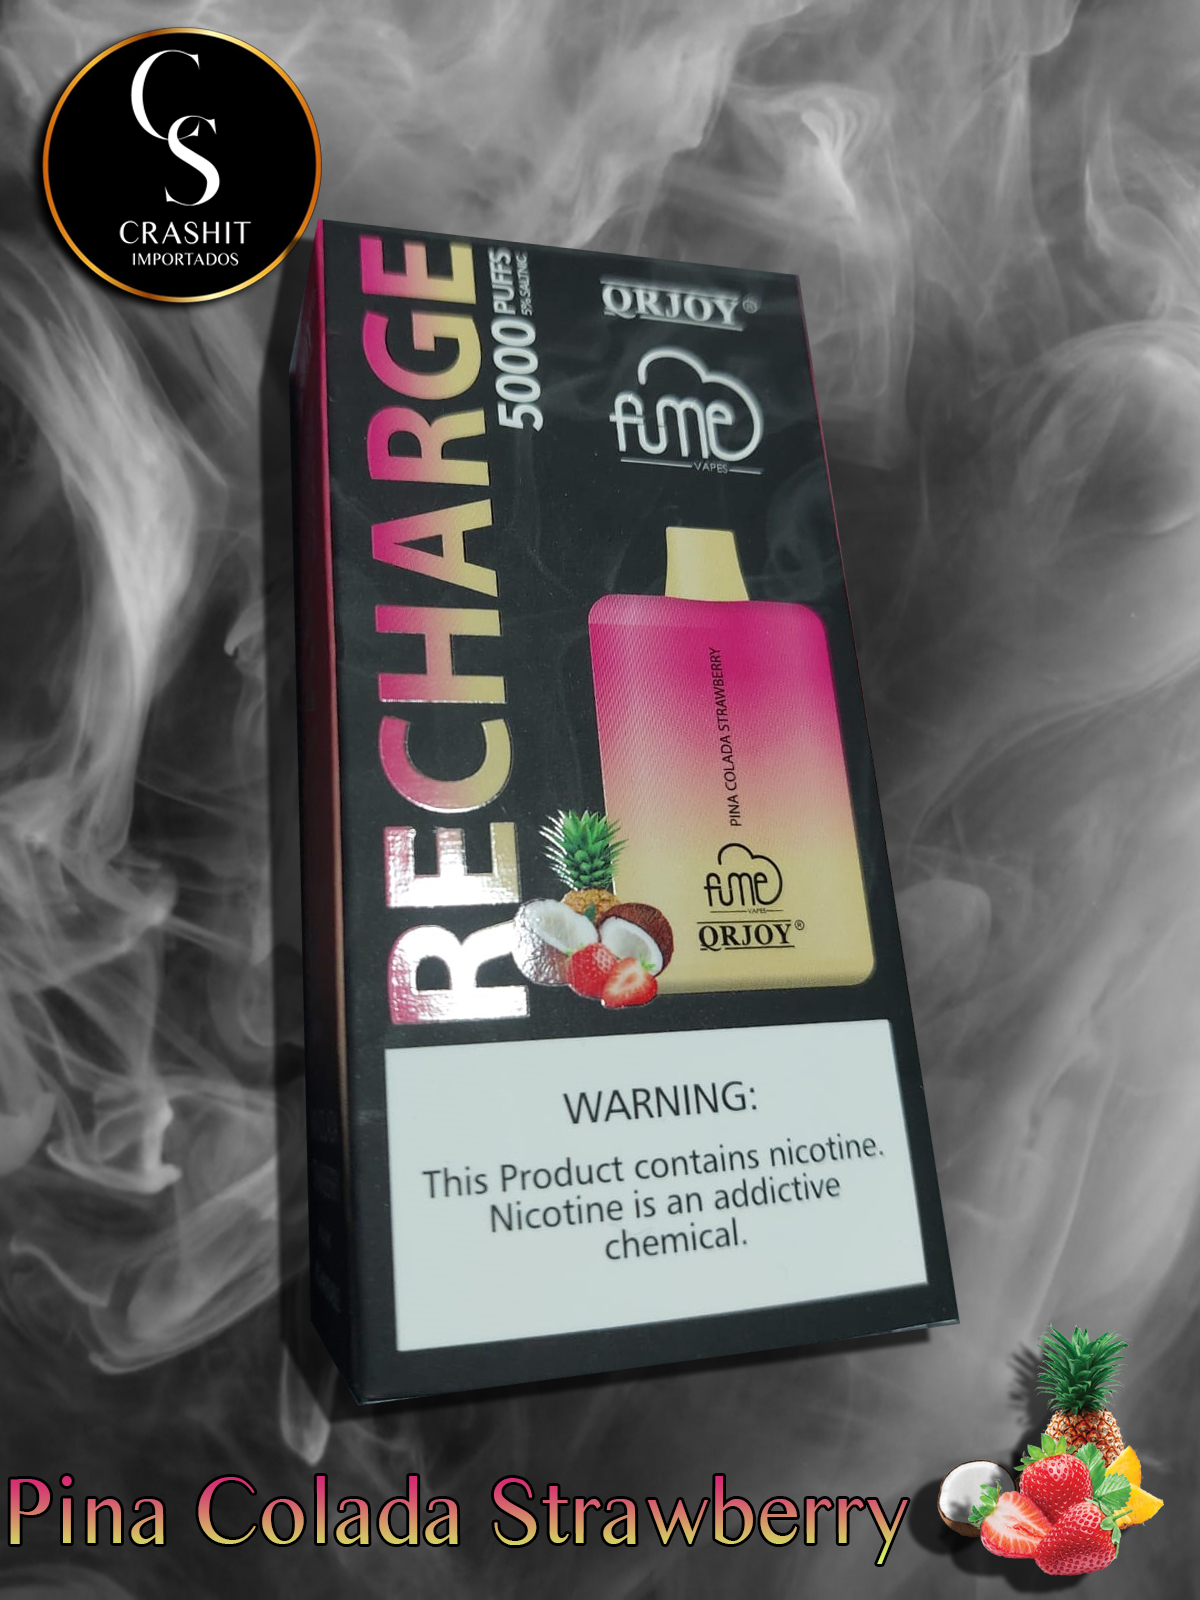 CS
CRASHIT
IMPORTADOS
RECHARGE
5000 PUFFS
5% SALTNIC
QRJOY®
fume
VAPES
PINA COLADA STRAWBERRY
fume
VAPES
QRJOY®
WARNING:
This Product contains nicotine.
Nicotine is an addictive
chemical.
Pina Colada Strawberry